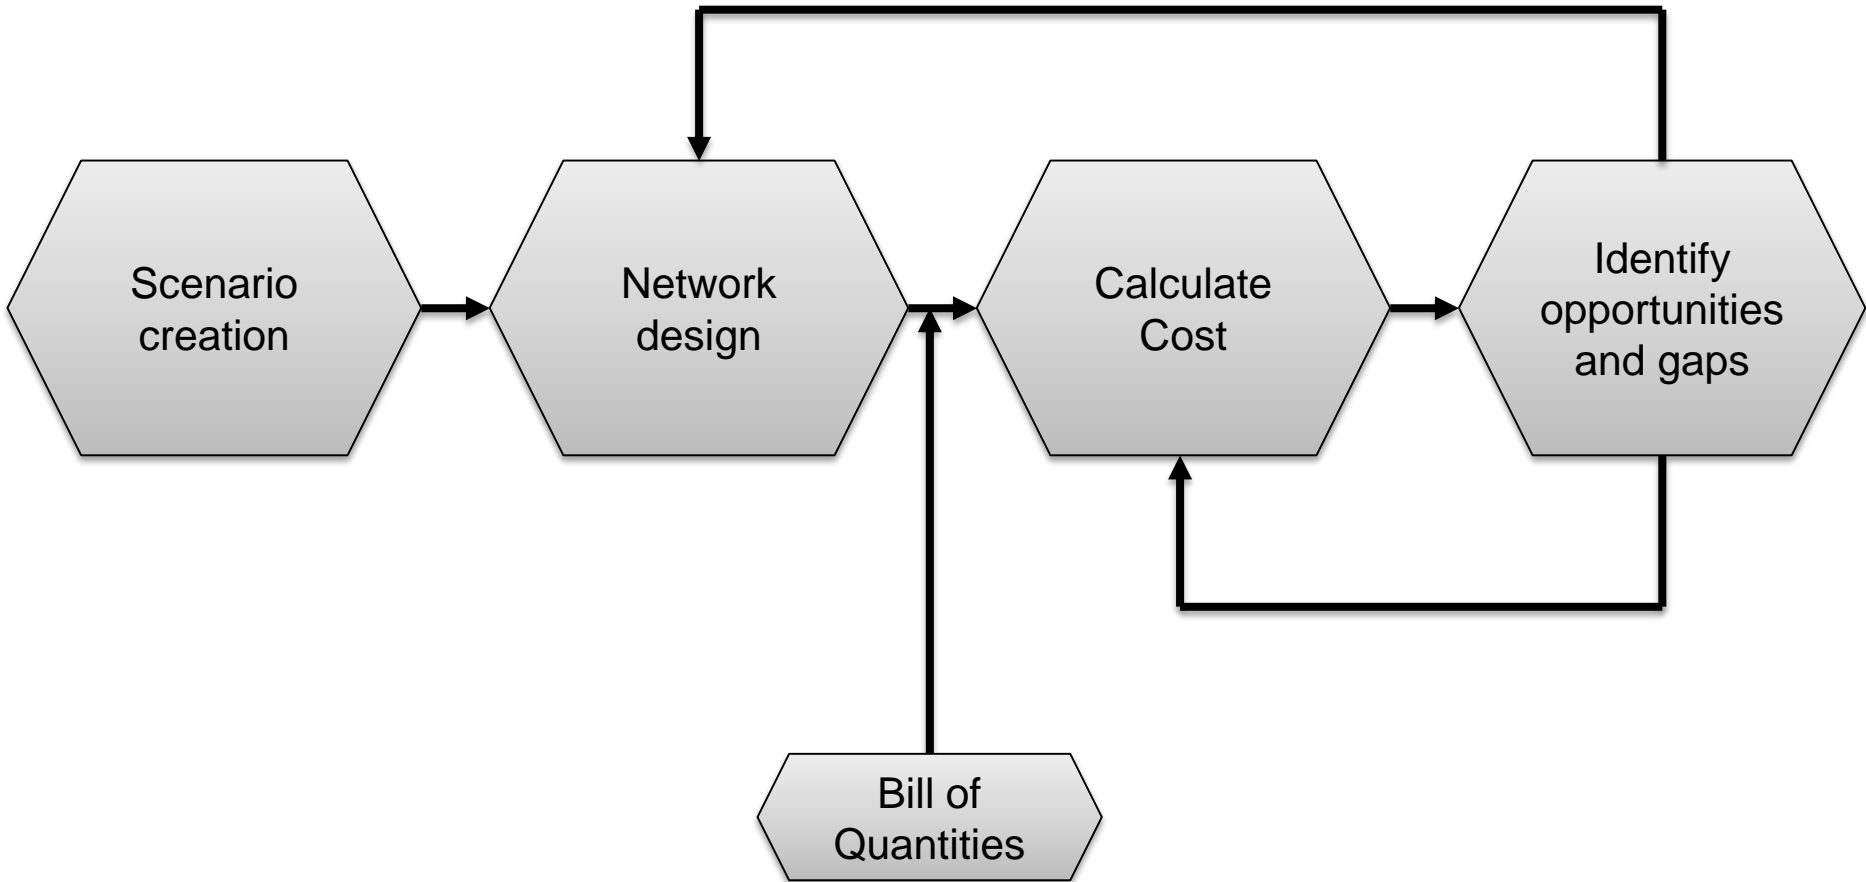 Scenario
creation
Network
design
Calculate
Cost
Identify
opportunities
and gaps
Bill of
Quantities